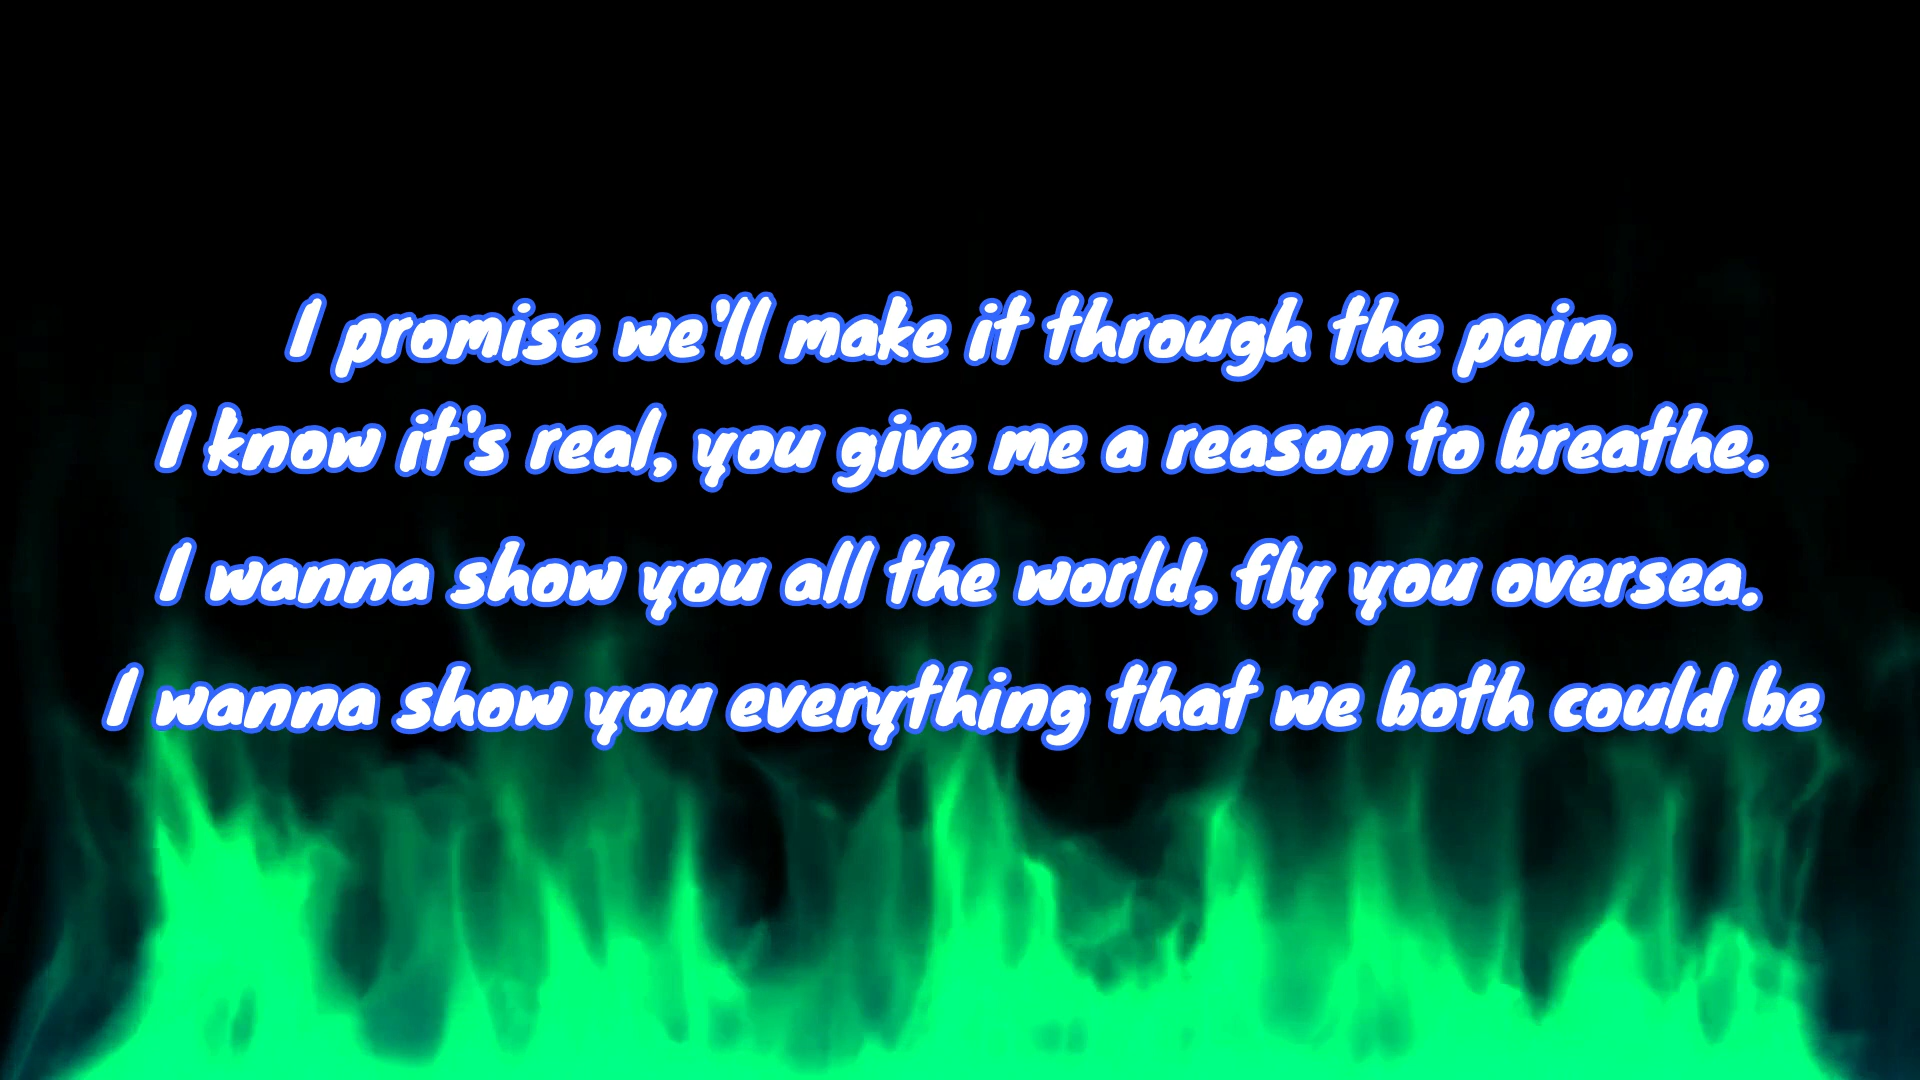 I promise we'll make it through the pain.
I know it's real, you give me a reason to breathe.
I wanna show you all the world, fly you oversea.
I wanna show you everything that we both could be